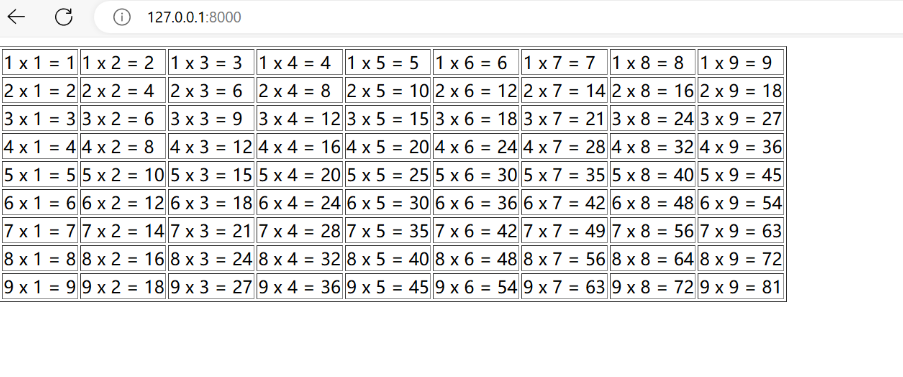 127.0.0.1:8000
1 x 1 = 1 1 x 2 = 2 1 x 3 = 3 1 x 4 = 4 1 x 5 = 5 1 x 6 = 6 1 x 7 = 7 1 x 8 = 8 1 x 9 = 9
2 x 1 = 2 2 x 2 = 4 2 x 3 = 6 2 x 4 = 8 2 x 5 = 10 2 x 6 = 12 2 x 7 = 14 2 x 8 = 16 2 x 9 = 18
3 x 1 = 3 3 x 2 = 6 3 x 3 = 9 3 x 4 = 12 3 x 5 = 15 3 x 6 = 18 3 x 7 = 21 3 x 8 = 24 3 x 9 = 27
4 x 1 = 4 4 x 2 = 8 4 x 3 = 12 4 x 4 = 16 4 x 5 = 20 4 x 6 = 24 4 x 7 = 28 4 x 8 = 32 4 x 9 = 36
5 x 1 = 5 5 x 2 = 10 5 x 3 = 15 5 x 4 = 20 5 x 5 = 25 5 x 6 = 30 5 x 7 = 35 5 x 8 = 40 5 x 9 = 45
6 x 1 = 6 6 x 2 = 12 6 x 3 = 18 6 x 4 = 24 6 x 5 = 30 6 x 6 = 36 6 x 7 = 42 6 x 8 = 48 6 x 9 = 54
7 x 1 = 7 7 x 2 = 14 7 x 3 = 21 7 x 4 = 28 7 x 5 = 35 7 x 6 = 42 7 x 7 = 49 7 x 8 = 56 7 x 9 = 63
8 x 1 = 8 8 x 2 = 16 8 x 3 = 24 8 x 4 = 32 8 x 5 = 40 8 x 6 = 48 8 x 7 = 56 8 x 8 = 64 8 x 9 = 72
9 x 1 = 9 9 x 2 = 18 9 x 3 = 27 9 x 4 = 36 9 x 5 = 45 9 x 6 = 54 9 x 7 = 63 9 x 8 = 72 9 x 9 = 81